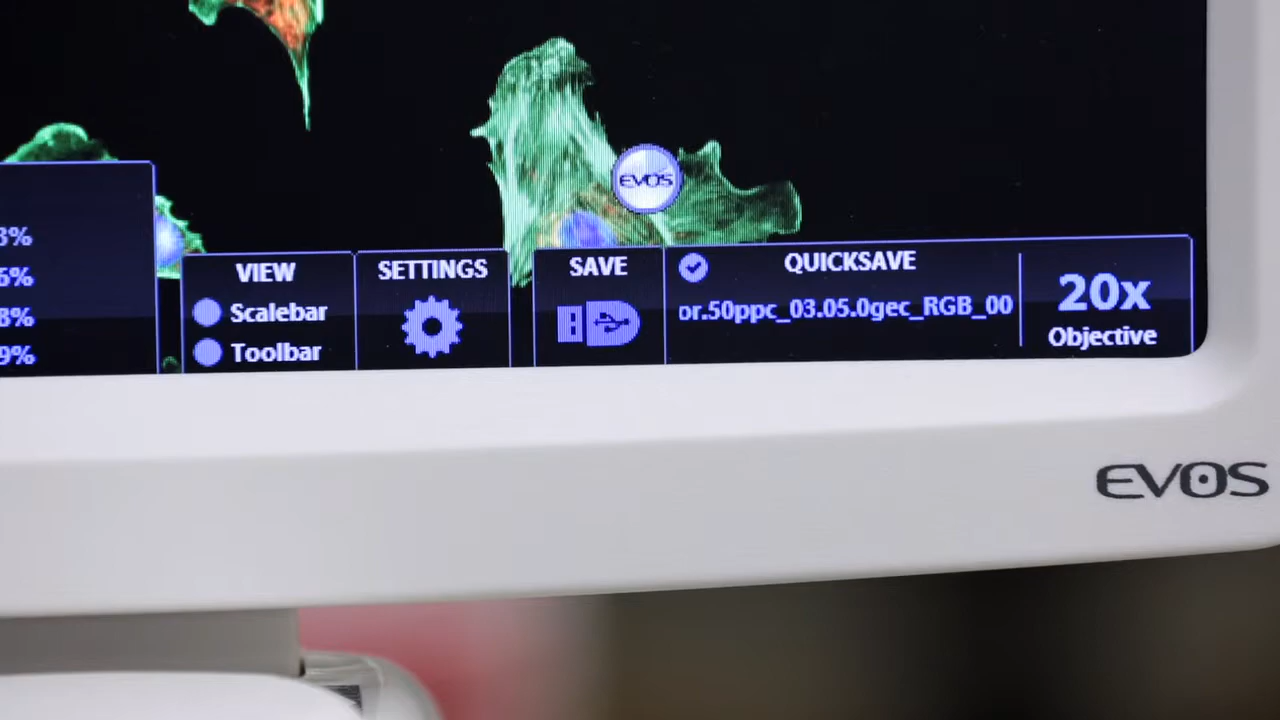 EVOS
3%
6%
8%
9%
VIEW
Scalebar
Toolbar
SETTINGS
SAVE
QUICKSAVE
or.50ppc_03.05.0gec_RGB_00
20x
Objective
EVOS